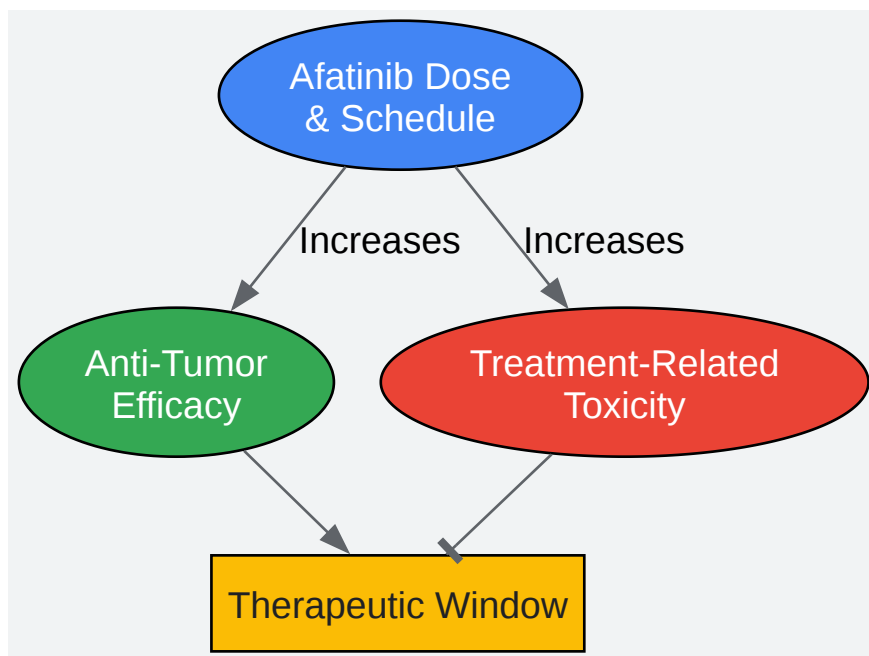 Afatinib Dose
& Schedule
Increases
Increases
Anti-Tumor
Efficacy
Treatment-Related
Toxicity
Therapeutic Window